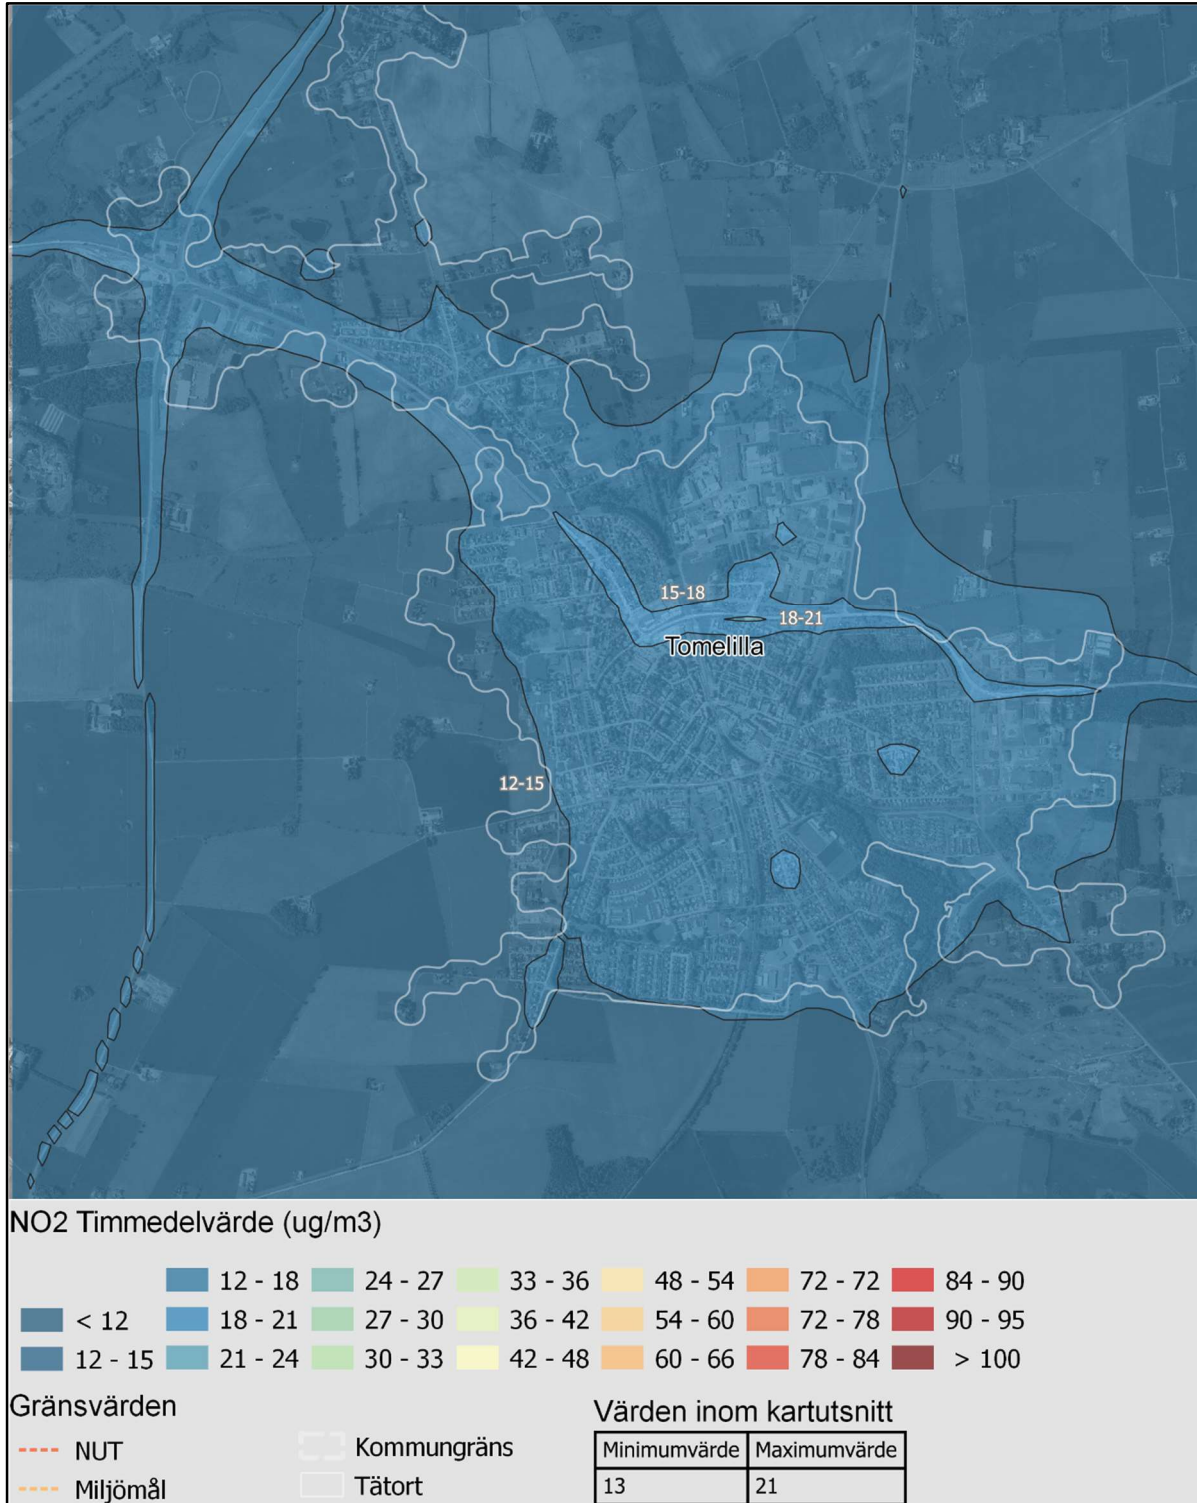 15-18
18-21
Tomelilla
12-15
NO2 Timmedelvärde (ug/m3)
12 - 18 24 - 27 33 - 36 48 - 54 72 - 72 84 - 90
< 12 18 - 21 27 - 30 36 - 42 54 - 60 72 - 78 90 - 95
12 - 15 21 - 24 30 - 33 42 - 48 60 - 66 78 - 84 > 100
Gränsvärden
NUT
Miljömål
Kommungräns
Tätort
Värden inom kartutsnitt
Minimumvärde Maximumvärde
13 21